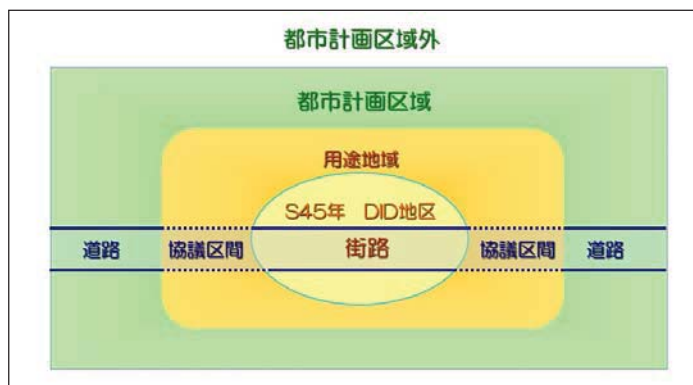 都市計画区域外
都市計画区域
用途地域
S45年 DID地区
道路 協議区間 街路 協議区間 道路